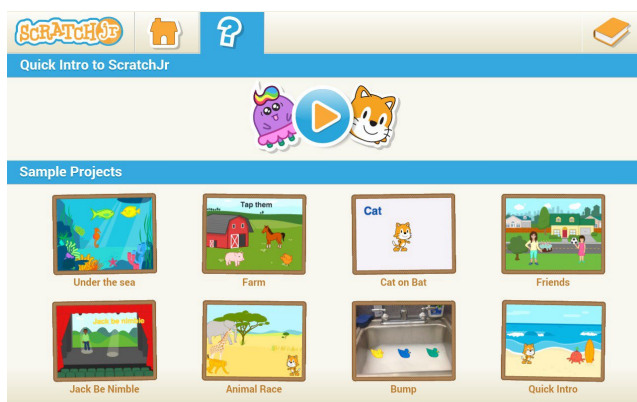 SCRATCHJR
?
Quick Intro to ScratchJr
Sample Projects
Tap them
Cat
Under the sea
Farm
Cat on Bat
Friends
Jack be nimble
Jack Be Nimble
Animal Race
Bump
Quick Intro